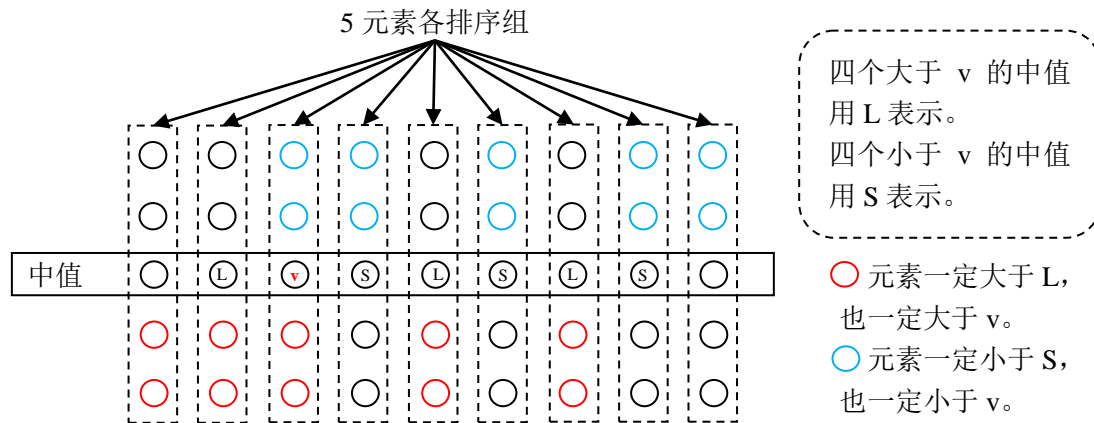 5 元素各排序组
四个大于 v 的中值
用 L 表示。
四个小于 v 的中值
用 S 表示。
中值 L v S L S L S
元素一定大于 L,
也一定大于 v。
元素一定小于 S,
也一定小于 v。